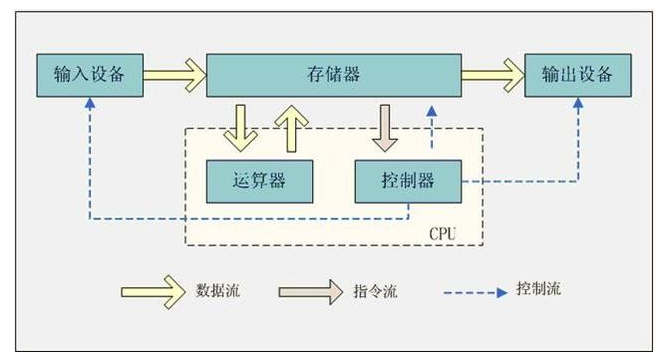 输入设备
存储器
输出设备
运算器
控制器
CPU
数据流
指令流
控制流